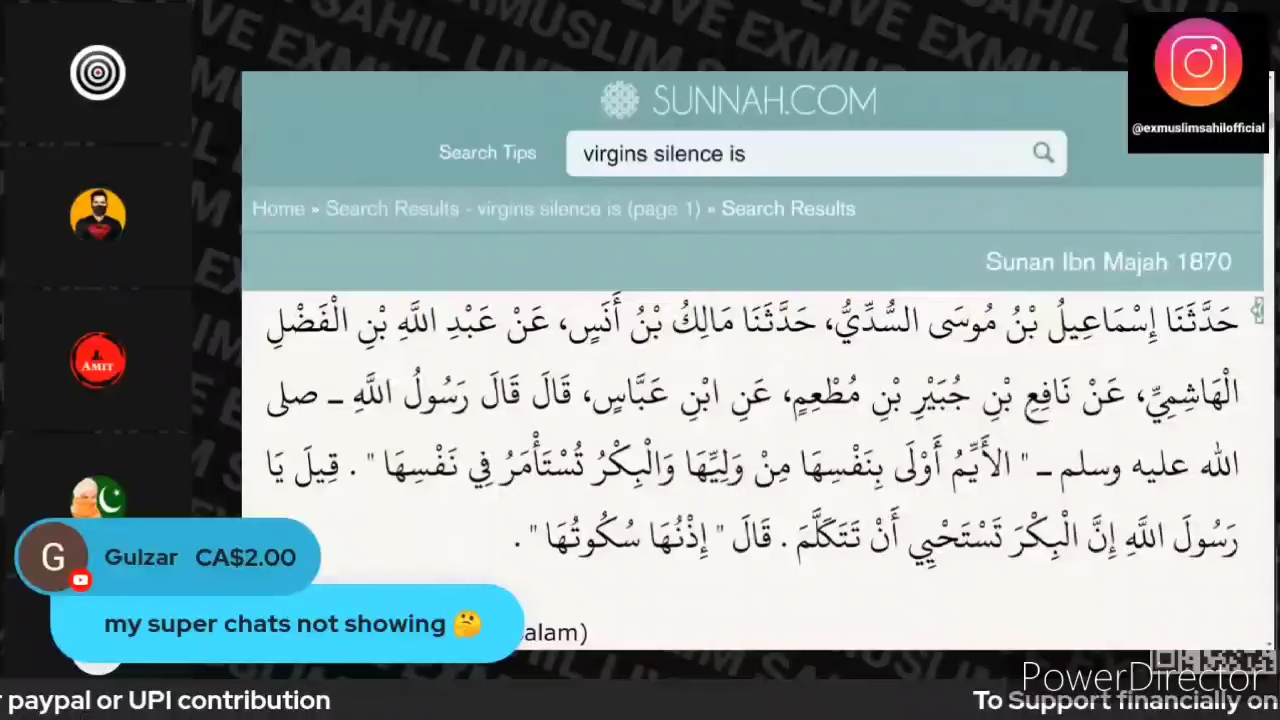 @exmuslimsahilofficial
SUNNAH.COM
Search Tips
virgins silence is
Home » Search Results - virgins silence is (page 1) » Search Results
Sunan Ibn Majah 1870
حَدَّثَنَا إِسْمَاعِيلُ بْنُ مُوسَى السُّدِّيُّ، حَدَّثَنَا مَالِكُ بْنُ أَنَسٍ، عَنْ عَبْدِ اللَّهِ بْنِ الْفَضْلِ
الْهَاشِمِيِّ، عَنْ نَافِعِ بْنِ جُبَيْرِ بْنِ مُطْعِمٍ، عَنِ ابْنِ عَبَّاسٍ، قَالَ قَالَ رَسُولُ اللَّهِ ـ صلى
الله عليه وسلم ـ " الأَيِّمُ أَوْلَى بِنَفْسِهَا مِنْ وَلِيِّهَا وَالْبِكْرُ تُسْتَأْمَرُ فِي نَفْسِهَا " . قِيلَ يَا
رَسُولَ اللَّهِ إِنَّ الْبِكْرَ تَسْتَحْيِي أَنْ تَتَكَلَّمَ . قَالَ " إِذْنُهَا سُكُوتُهَا " .
AMIT
G
Gulzar CA$2.00
my super chats not showing 🤔
alam)
PowerDirector
paypal or UPI contribution
To Support financially on